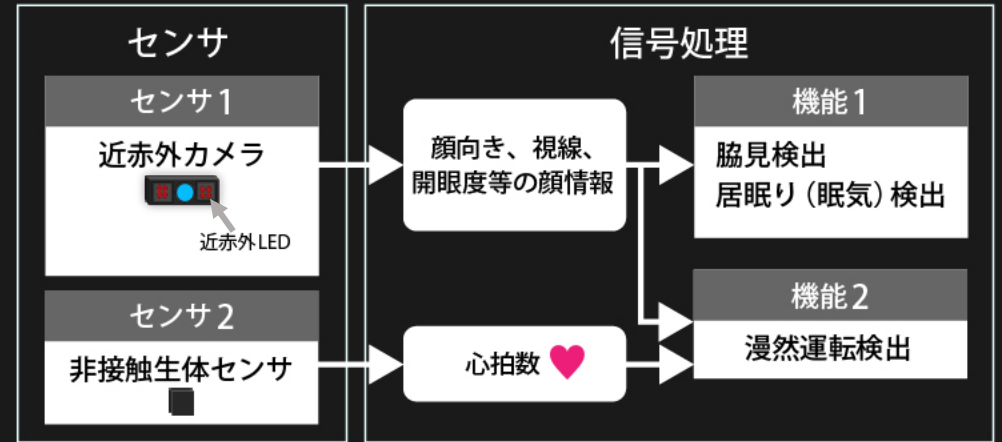 センサ
センサ1
近赤外カメラ
近赤外LED
センサ2
非接触生体センサ
信号処理
顔向き、視線、
開眼度等の顔情報
心拍数
機能1
脇見検出
居眠り（眠気）検出
機能2
漫然運転検出